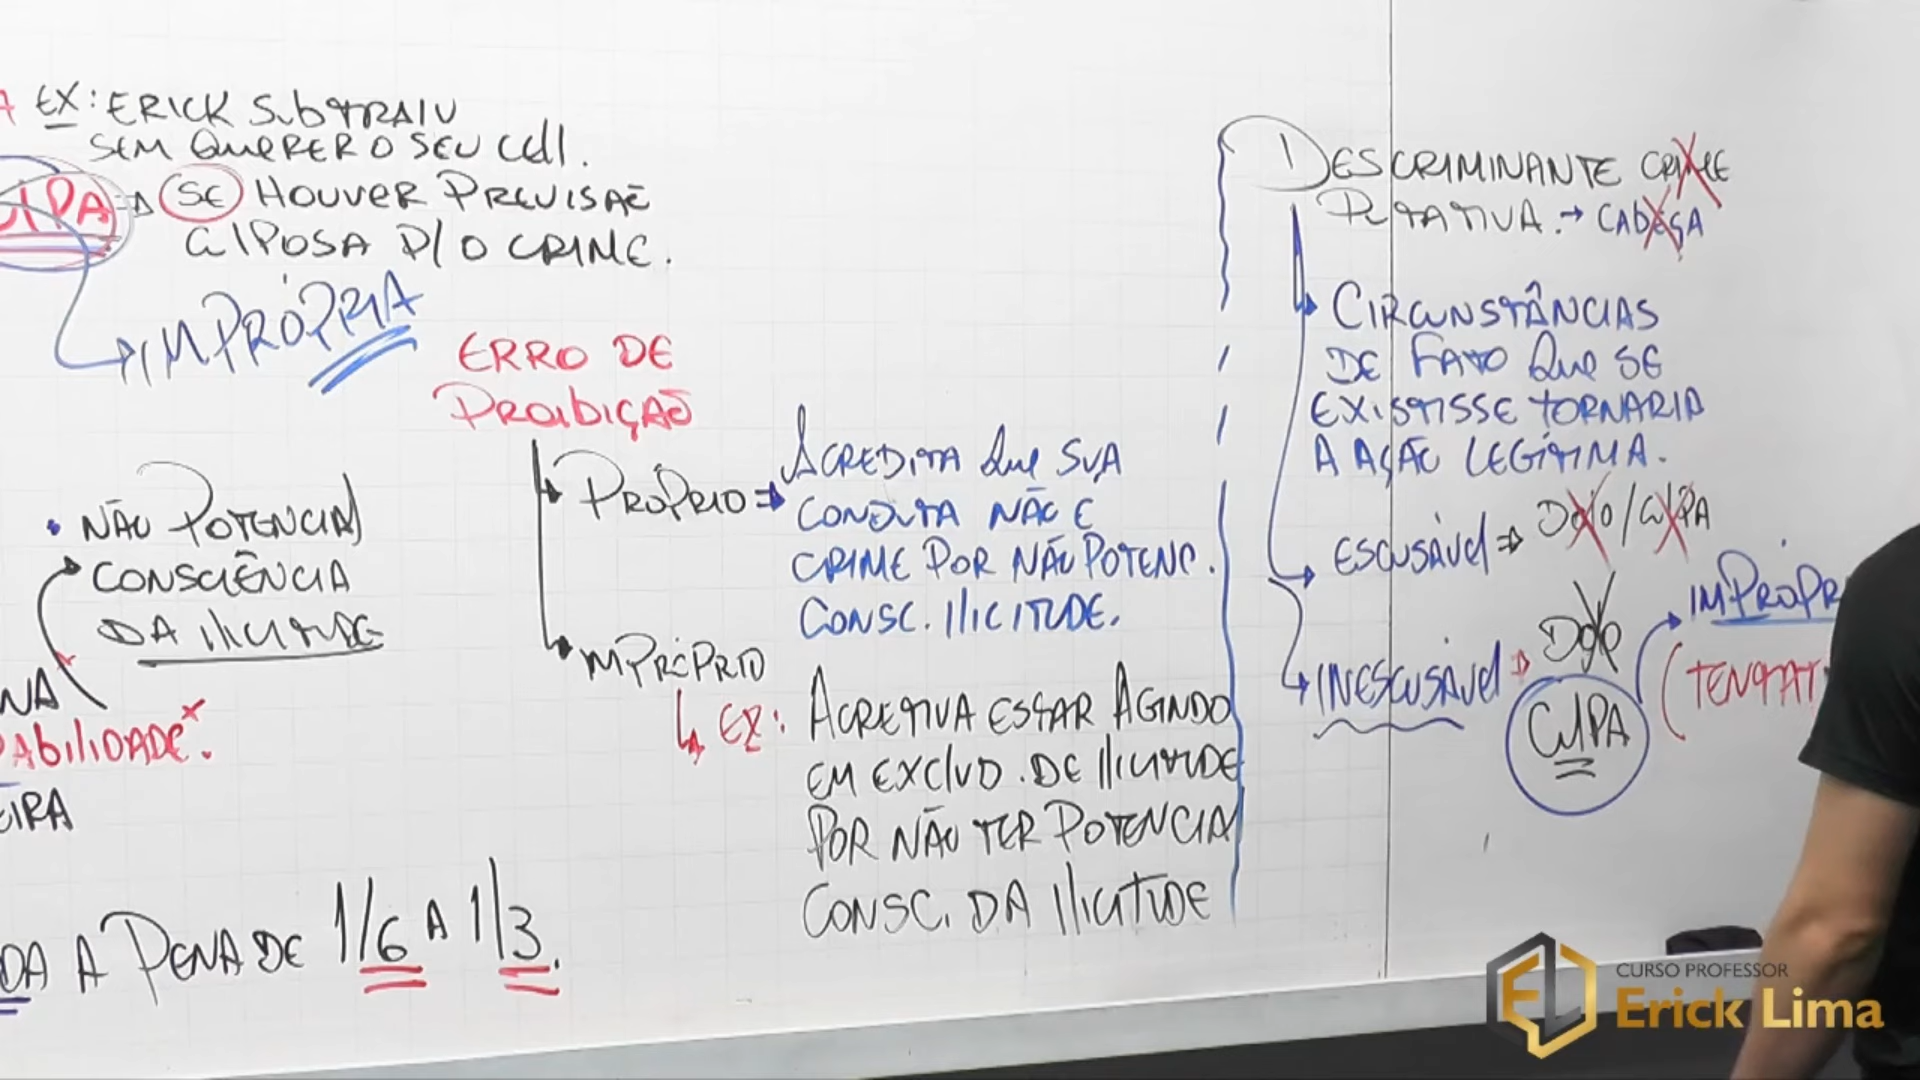 EX: ERICK SUBTRAIU
SEM QUERER O SEU CEll.
SE HOUVER PREVISÃO
CULPOSA P/ O CRIME.
IMPRÓPRIA
ERRO DE
PROIBIÇÃO
NÃO POTENCIAL
CONSCIÊNCIA
DA ILICITUDE
PRÓPRIO
ACREDITA QUE SUA
CONDUTA NÃO É
CRIME POR NÃO POTENC.
CONSC. ILICITUDE.
IMPRÓPRIO
EX: ACRETIVA ESTAR AGINDO
EM EXCLUD. DE ILICITUDE
POR NÃO TER POTENCIAL
CONSC. DA ILICITUDE
ABILIDADE.
EIRA
DA A PENA DE 1/6 A 1/3.
DESCRIMINANTE CRIME
PUTATIVA. → CABEÇA
CIRCUNSTÂNCIAS
DE FATO QUE SE
EXISTISSE TORNARIA
A AÇÃO LEGÍTIMA.
ESCUSÁVEL ⇒ DOLO / CULPA
INESCUSÁVEL ⇒ DOLO
CULPA
IMPRÓPR
(TENTAT
CURSO PROFESSOR
Erick Lima